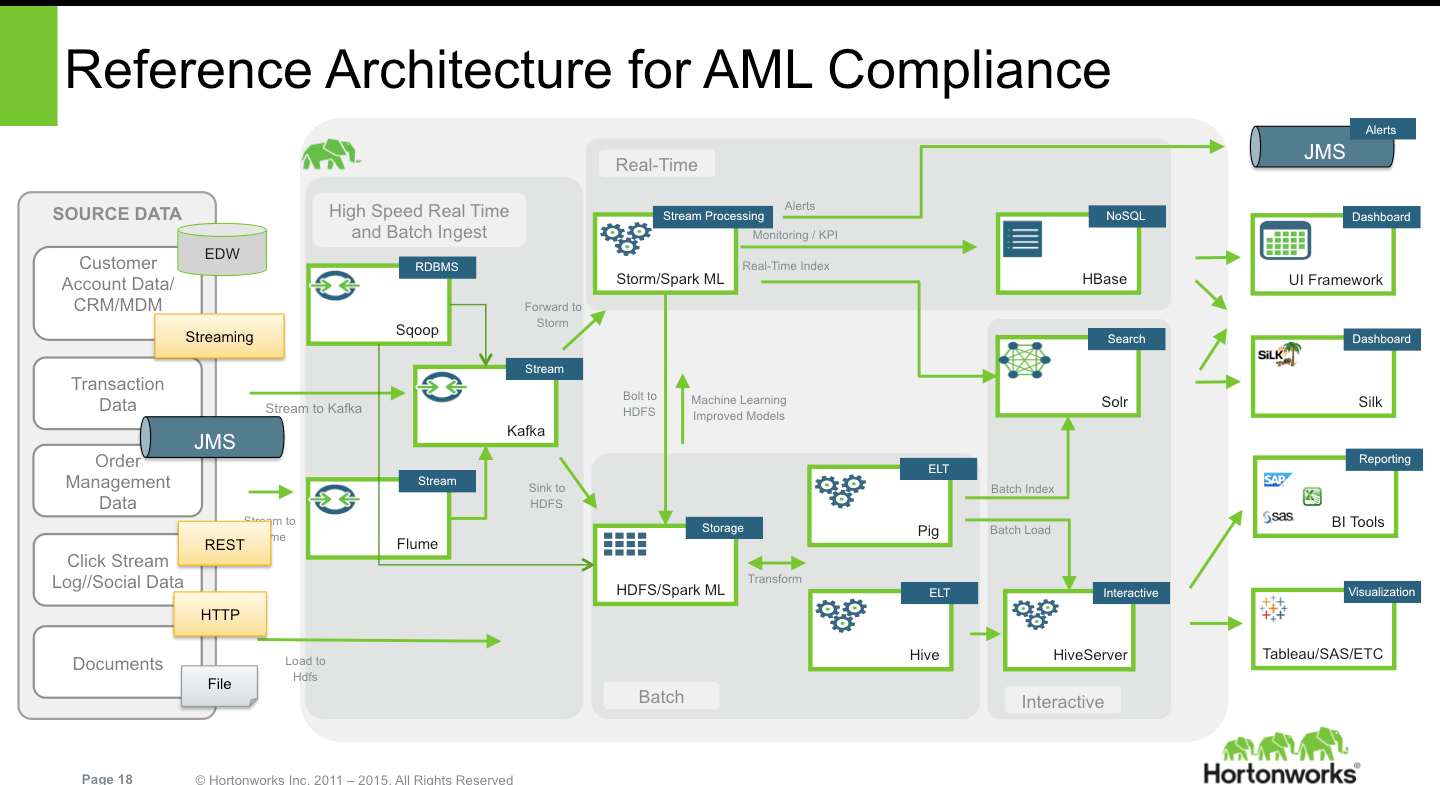 Reference Architecture for AML Compliance
SOURCE DATA
EDW
Customer
Account Data/
CRM/MDM
Streaming
Transaction
Data
JMS
Order
Management
Data
REST
Click Stream
Log//Social Data
HTTP
Documents
File
High Speed Real Time
and Batch Ingest
RDBMS
Sqoop
Stream
Kafka
Stream
Flume
Stream to Kafka
Stream to
Load to
Hdfs
Forward to
Storm
Sink to
HDFS
Real-Time
Stream Processing
Storm/Spark ML
Alerts
Monitoring / KPI
Real-Time Index
NoSQL
HBase
Bolt to
HDFS
Machine Learning
Improved Models
Search
Solr
Storage
HDFS/Spark ML
Transform
ELT
Pig
ELT
Hive
Batch Index
Batch Load
Interactive
HiveServer
Batch
Interactive
Alerts
JMS
Dashboard
UI Framework
Dashboard
SiLK
Silk
Reporting
SAP
sas
BI Tools
Visualization
Tableau/SAS/ETC
Page 18
© Hortonworks Inc. 2011 – 2015. All Rights Reserved
Hortonworks®